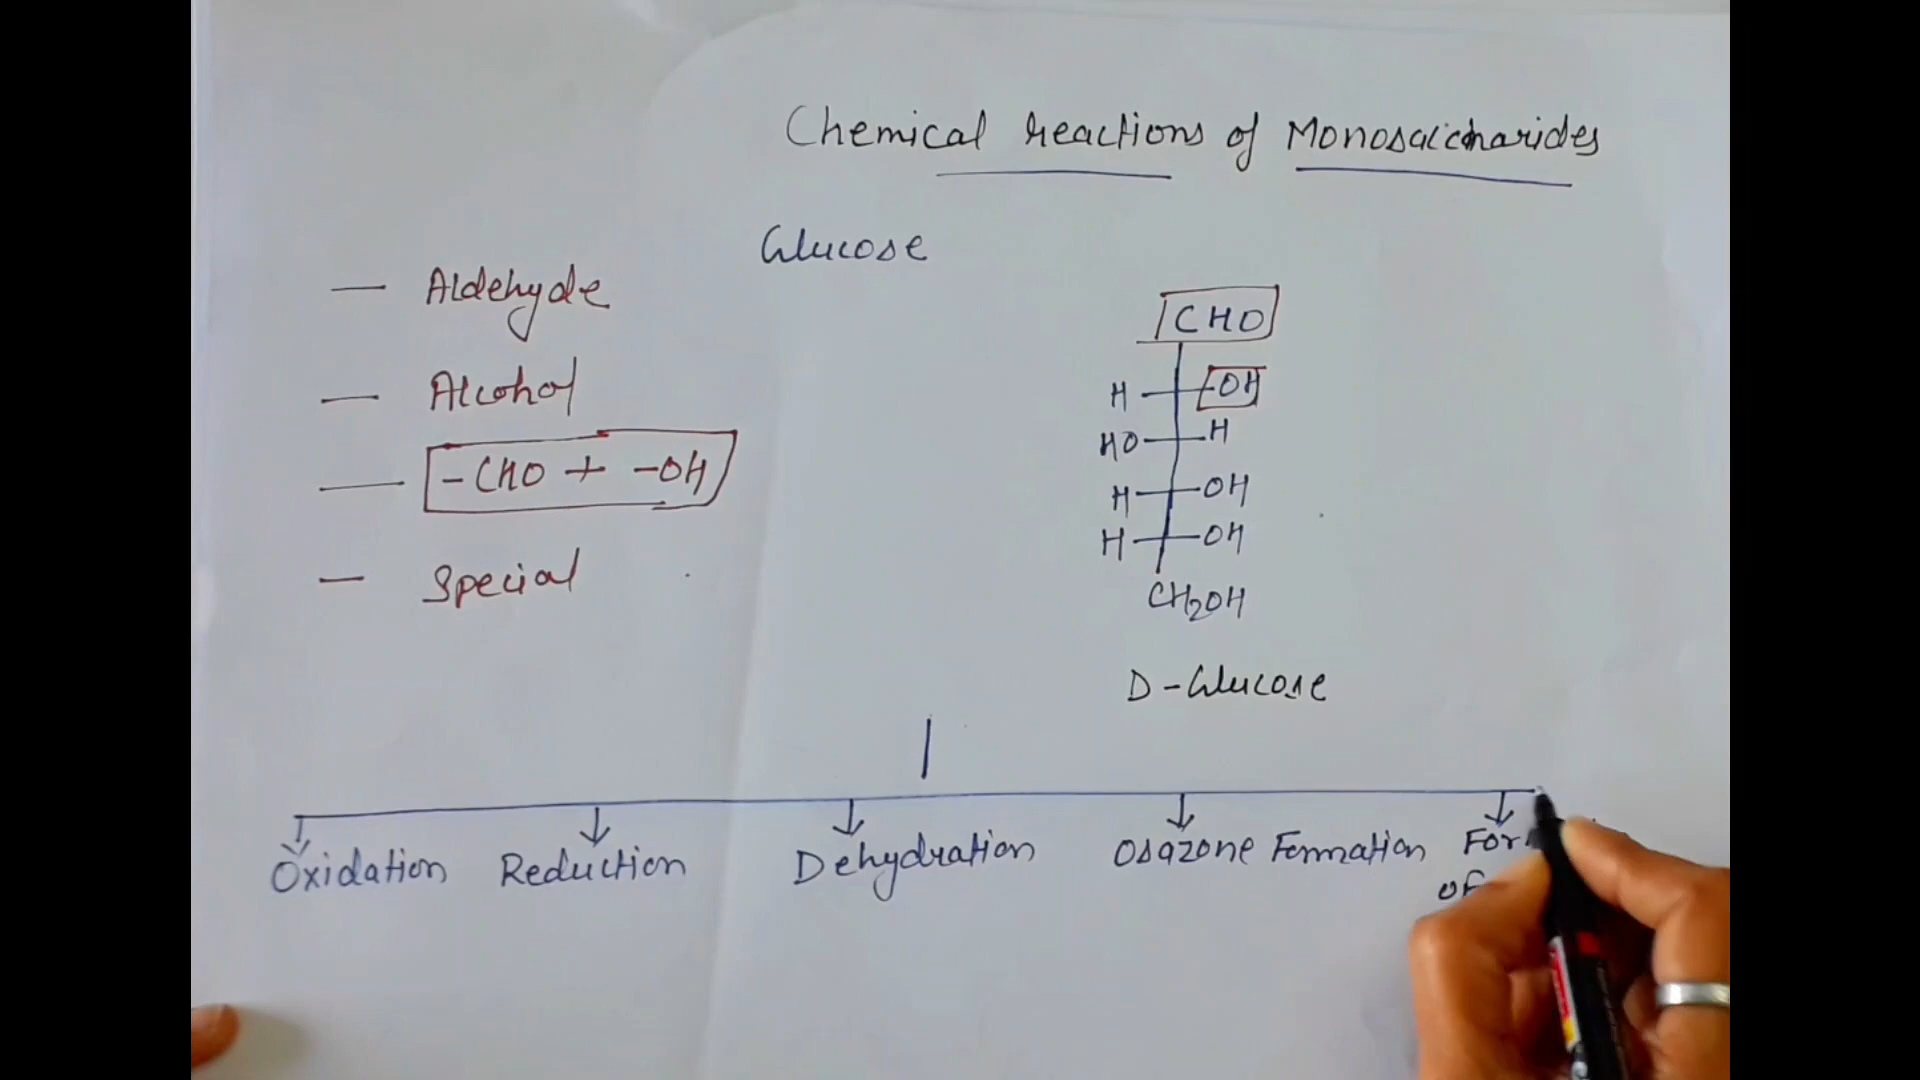 Chemical reactions of Monosaccharides
Glucose
— Aldehyde
— Alcohol
— -CHO + -OH
— Special
CHO
H OH
HO H
H OH
H OH
CH2OH
D-Glucose
Oxidation Reduction Dehydration Osazone Formation
of